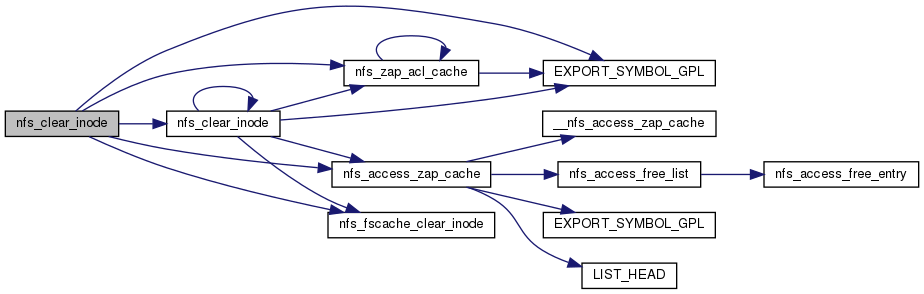 nfs_clear_inode
nfs_clear_inode
nfs_zap_acl_cache
EXPORT_SYMBOL_GPL
nfs_access_zap_cache
nfs_fscache_clear_inode
__nfs_access_zap_cache
nfs_access_free_list
nfs_access_free_entry
EXPORT_SYMBOL_GPL
LIST_HEAD